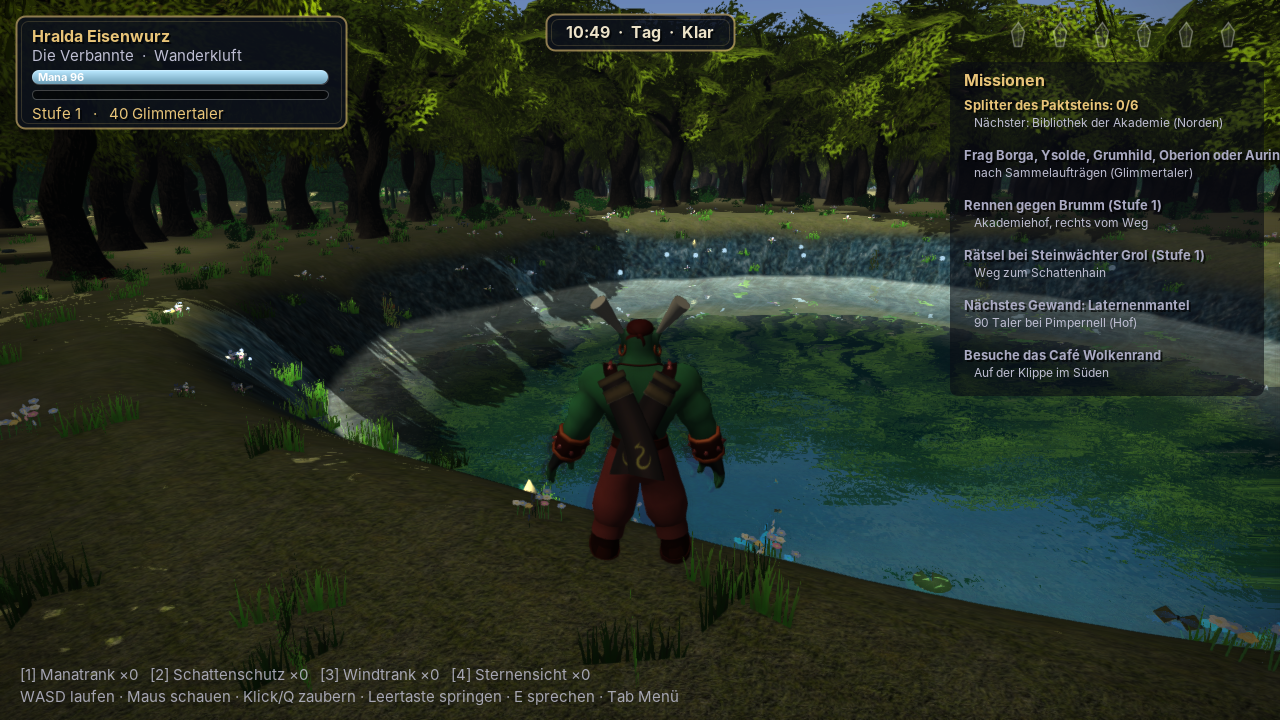 Hralda Eisenwurz
Die Verbannte · Wanderkluft
Mana 96
Stufe 1 · 40 Glimmertaler
10:49 · Tag · Klar
Missionen
Splitter des Paktsteins: 0/6
Nächster: Bibliothek der Akademie (Norden)
Frag Borga, Ysolde, Grumhild, Oberion oder Aurin
nach Sammelaufträgen (Glimmertaler)
Rennen gegen Brumm (Stufe 1)
Akademiehof, rechts vom Weg
Rätsel bei Steinwächter Grol (Stufe 1)
Weg zum Schattenhain
Nächstes Gewand: Laternenmantel
90 Taler bei Pimpernell (Hof)
Besuche das Café Wolkenrand
Auf der Klippe im Süden
[1] Manatrank ×0 [2] Schattenschutz ×0 [3] Windtrank ×0 [4] Sternensicht ×0
WASD laufen · Maus schauen · Klick/Q zaubern · Leertaste springen · E sprechen · Tab Menü